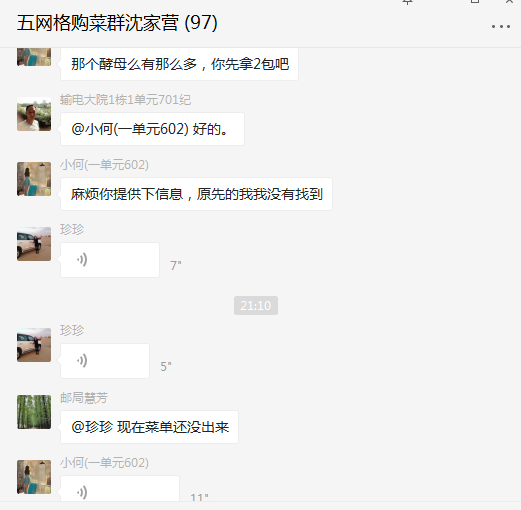 五网格购菜群沈家营 (97)
那个酵母么有那么多，你先拿2包吧
输电大院1栋1单元701纪
@小何(一单元602) 好的。
小何(一单元602)
麻烦你提供下信息，原先的我我没有找到
珍珍
7"
21:10
珍珍
5"
邮局慧芳
@珍珍 现在菜单还没出来
小何(一单元602)
11"